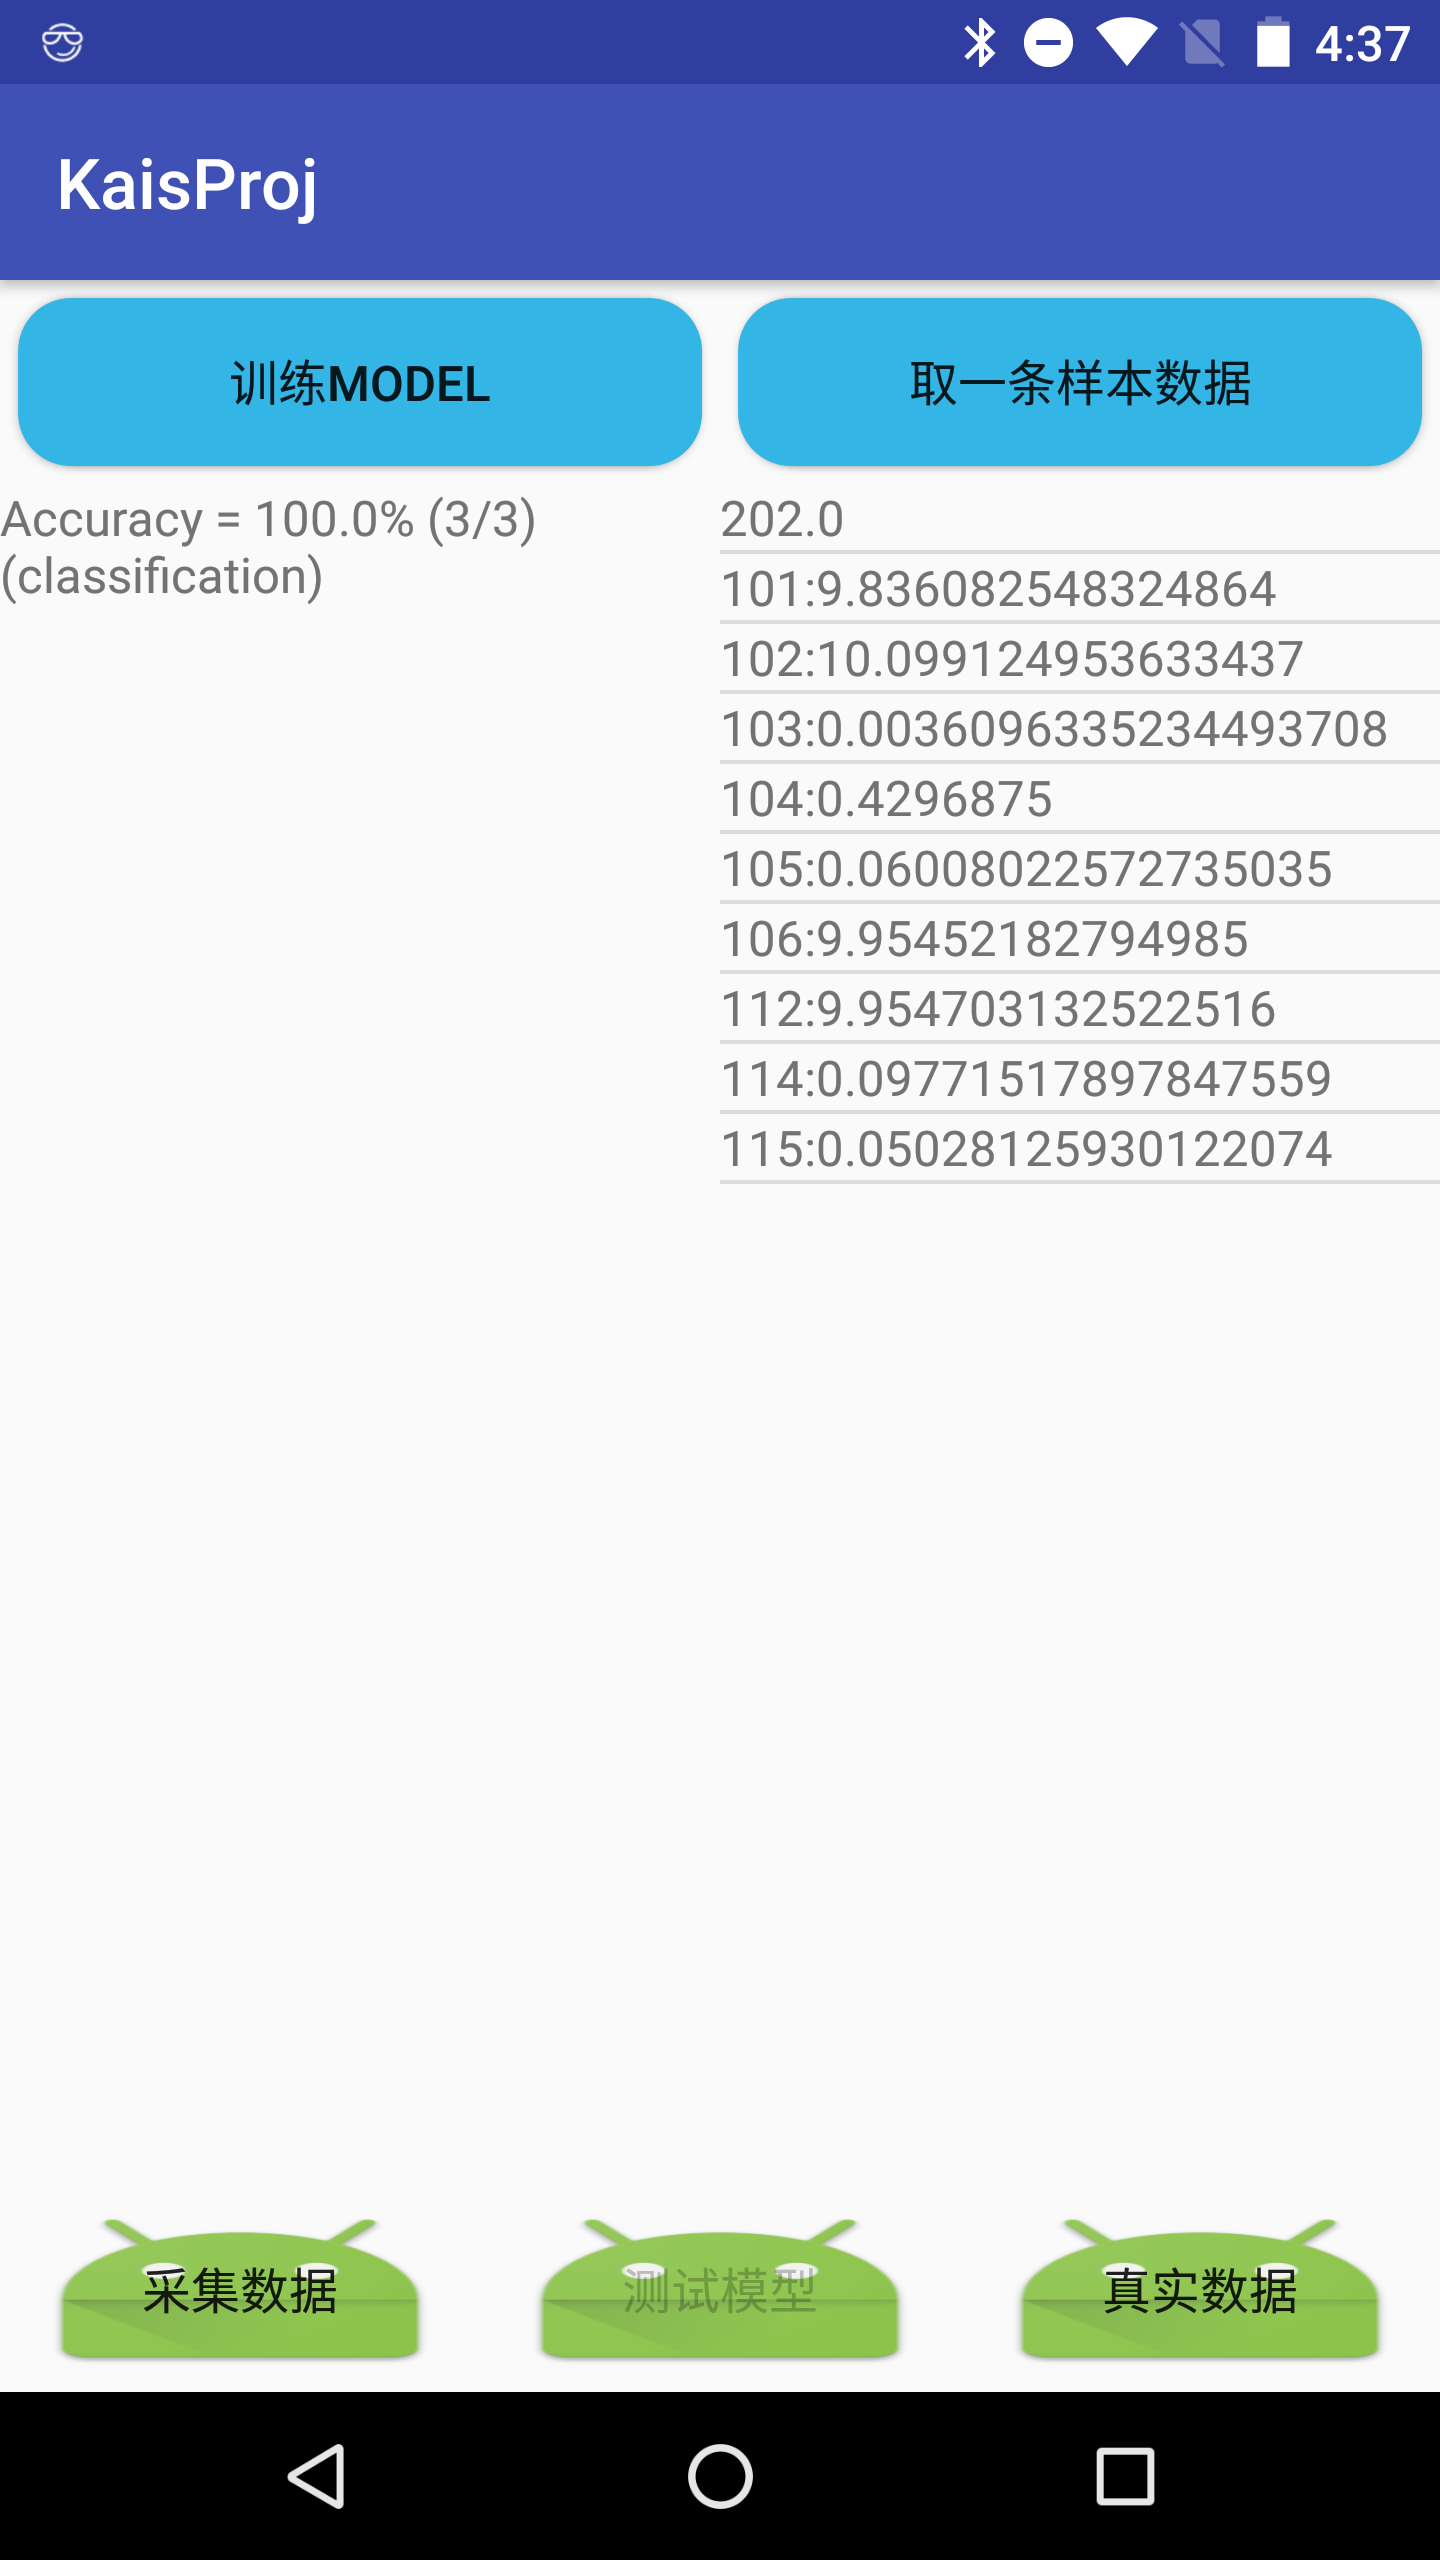 4:37
KaisProj
训练MODEL
取一条样本数据
Accuracy = 100.0% (3/3)
(classification)
202.0
101:9.836082548324864
102:10.099124953633437
103:0.0036096335234493708
104:0.4296875
105:0.06008022572735035
106:9.95452182794985
112:9.954703132522516
114:0.09771517897847559
115:0.05028125930122074
采集数据
测试模型
真实数据